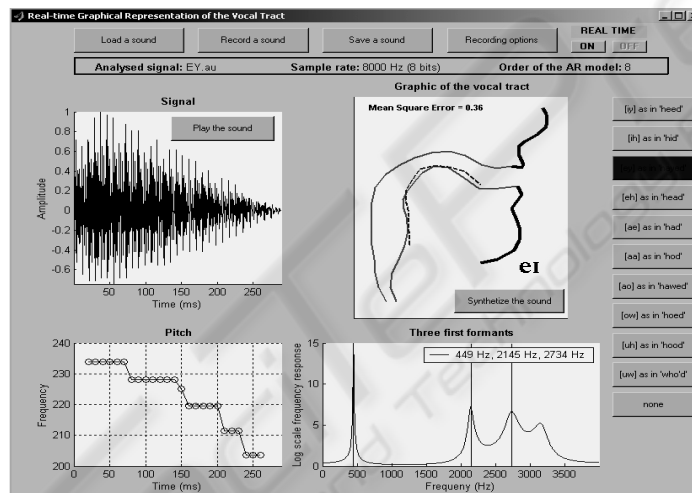 Real-time Graphical Representation of the Vocal Tract
Load a sound
Record a sound
Save a sound
Recording options
REAL TIME
ON OFF
Analysed signal: EY.au Sample rate: 8000 Hz (8 bits) Order of the AR model: 8
Signal
Play the sound
1
0.8
0.6
0.4
0.2
0
-0.2
-0.4
-0.6
Amplitude
50 100 150 200 250
Time (ms)
Graphic of the vocal tract
Mean Square Error = 0.36
eɪ
Synthetize the sound
[iy] as in 'heed'
[ih] as in 'hid'
[eh] as in 'head'
[ae] as in 'had'
[aa] as in 'hod'
[ao] as in 'hawed'
[ow] as in 'hoed'
[uh] as in 'hood'
[uw] as in 'who'd'
none
Pitch
240
230
220
210
200
Frequency
0 50 100 150 200 250
Time (ms)
Three first formants
449 Hz, 2145 Hz, 2734 Hz
15
10
5
0
Log scale frequency response
0 500 1000 1500 2000 2500 3000 3500
Frequeny (Hz)